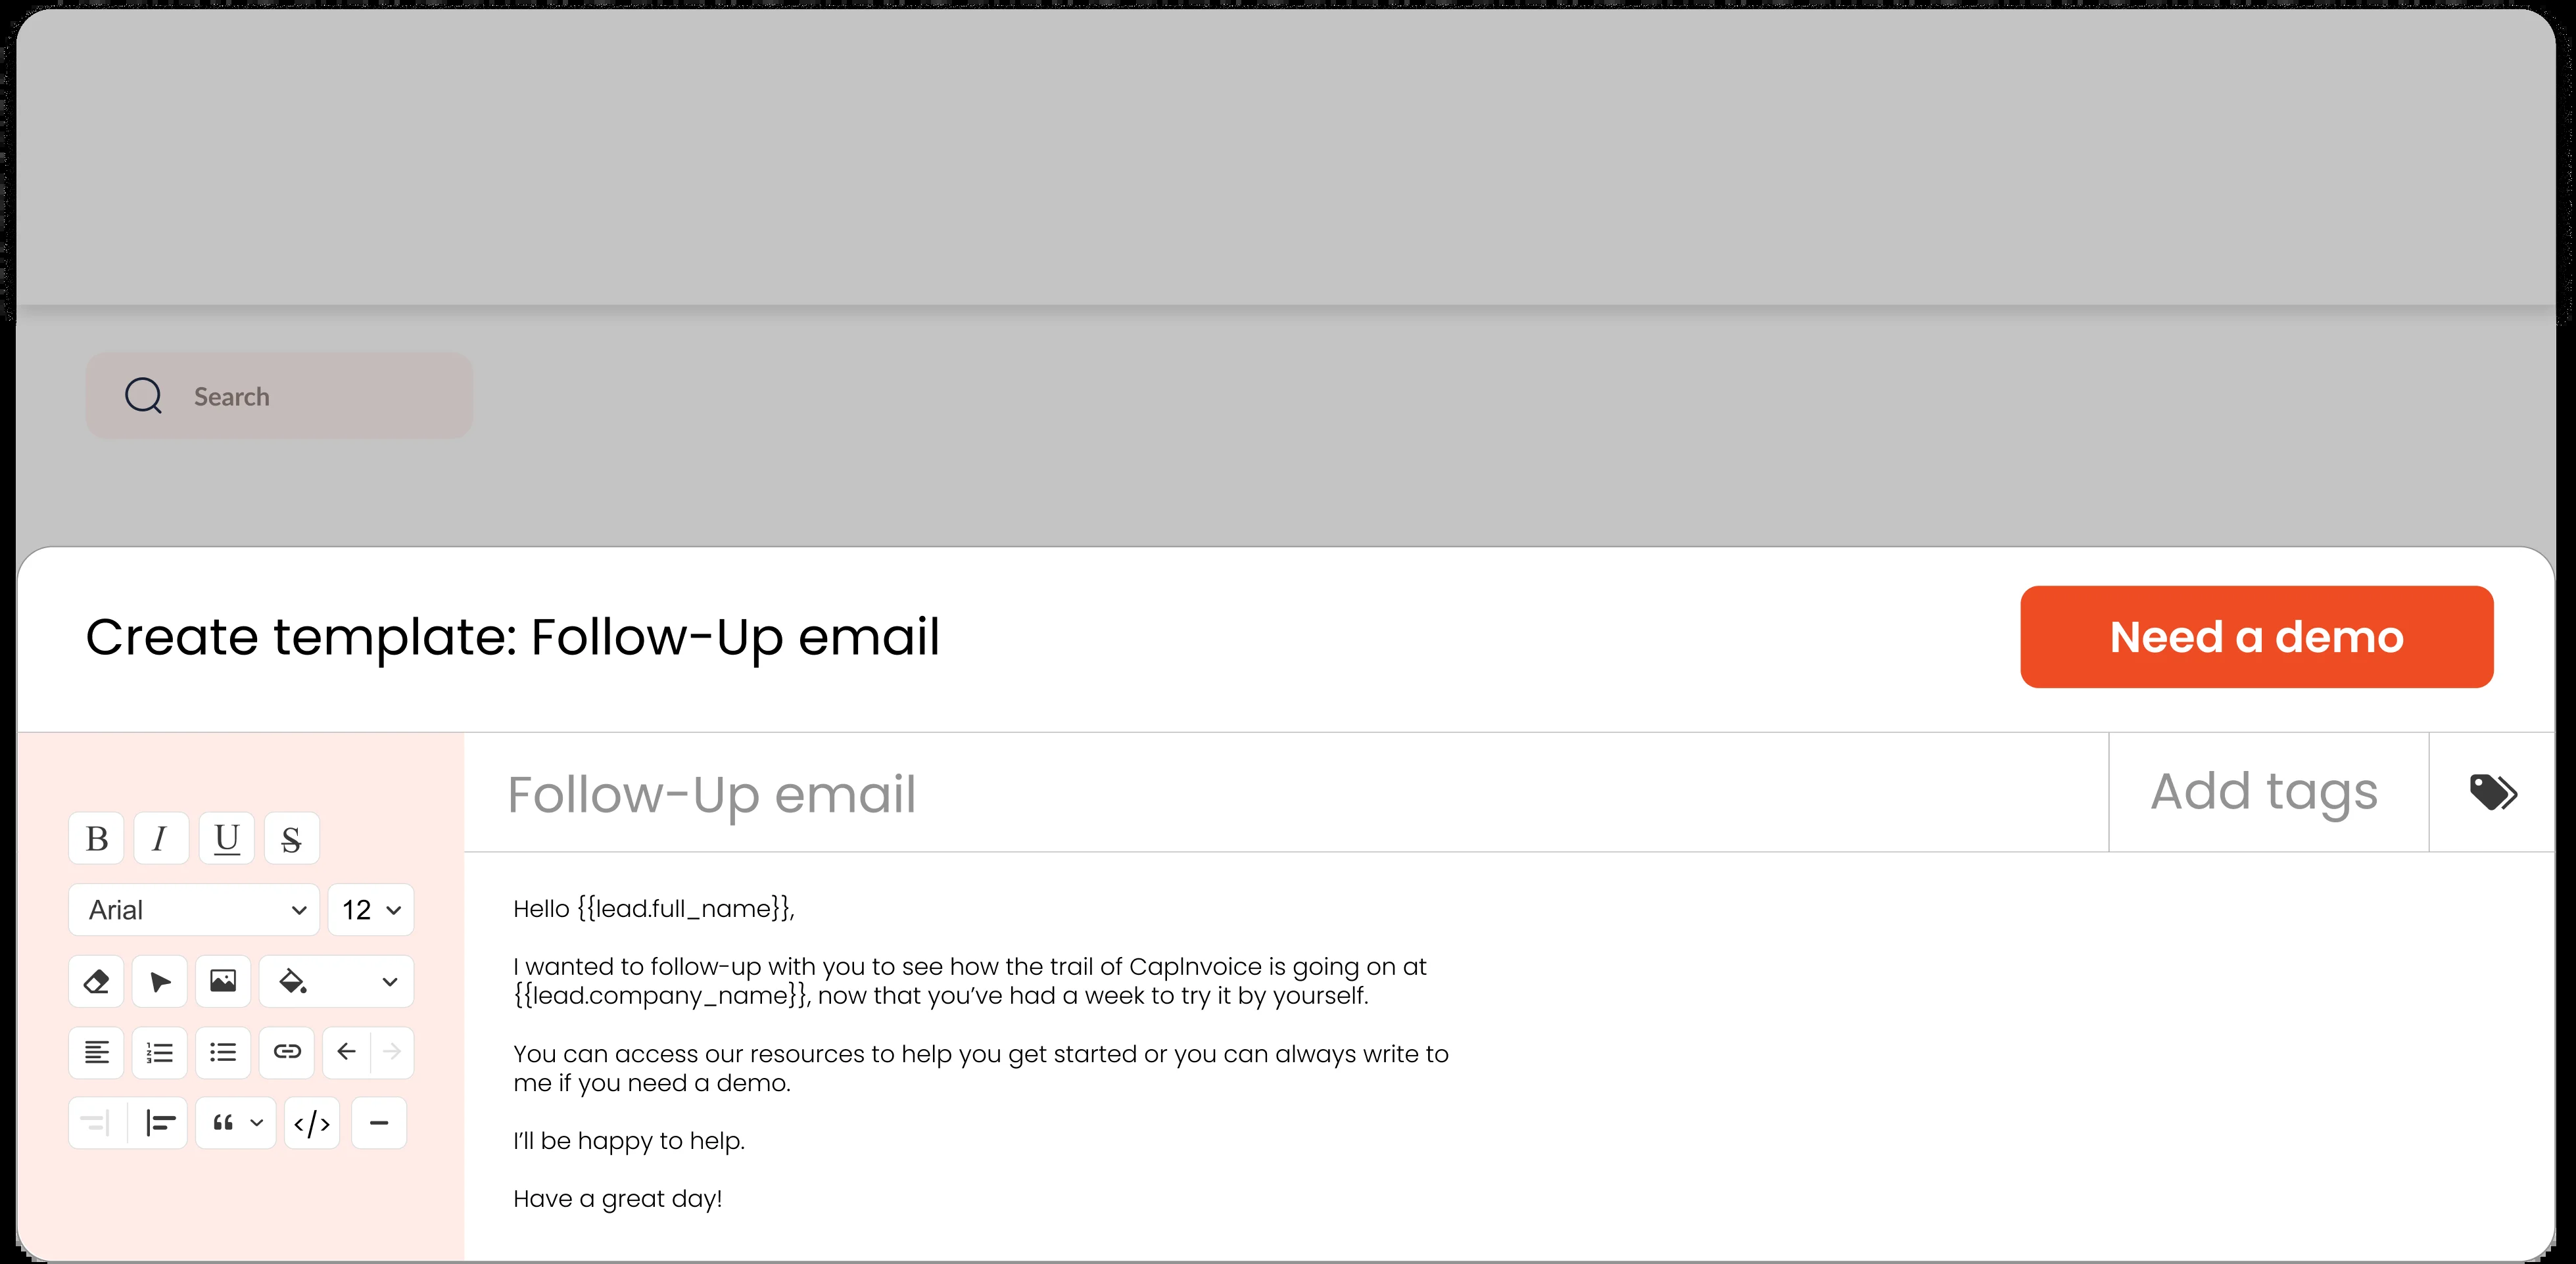 Search
Create template: Follow-Up email
Need a demo
Follow-Up email
Add tags
B I U S
Arial
12
Hello {{lead.full_name}},
I wanted to follow-up with you to see how the trail of CapInvoice is going on at
{{lead.company_name}}, now that you’ve had a week to try it by yourself.
You can access our resources to help you get started or you can always write to
me if you need a demo.
I’ll be happy to help.
Have a great day!